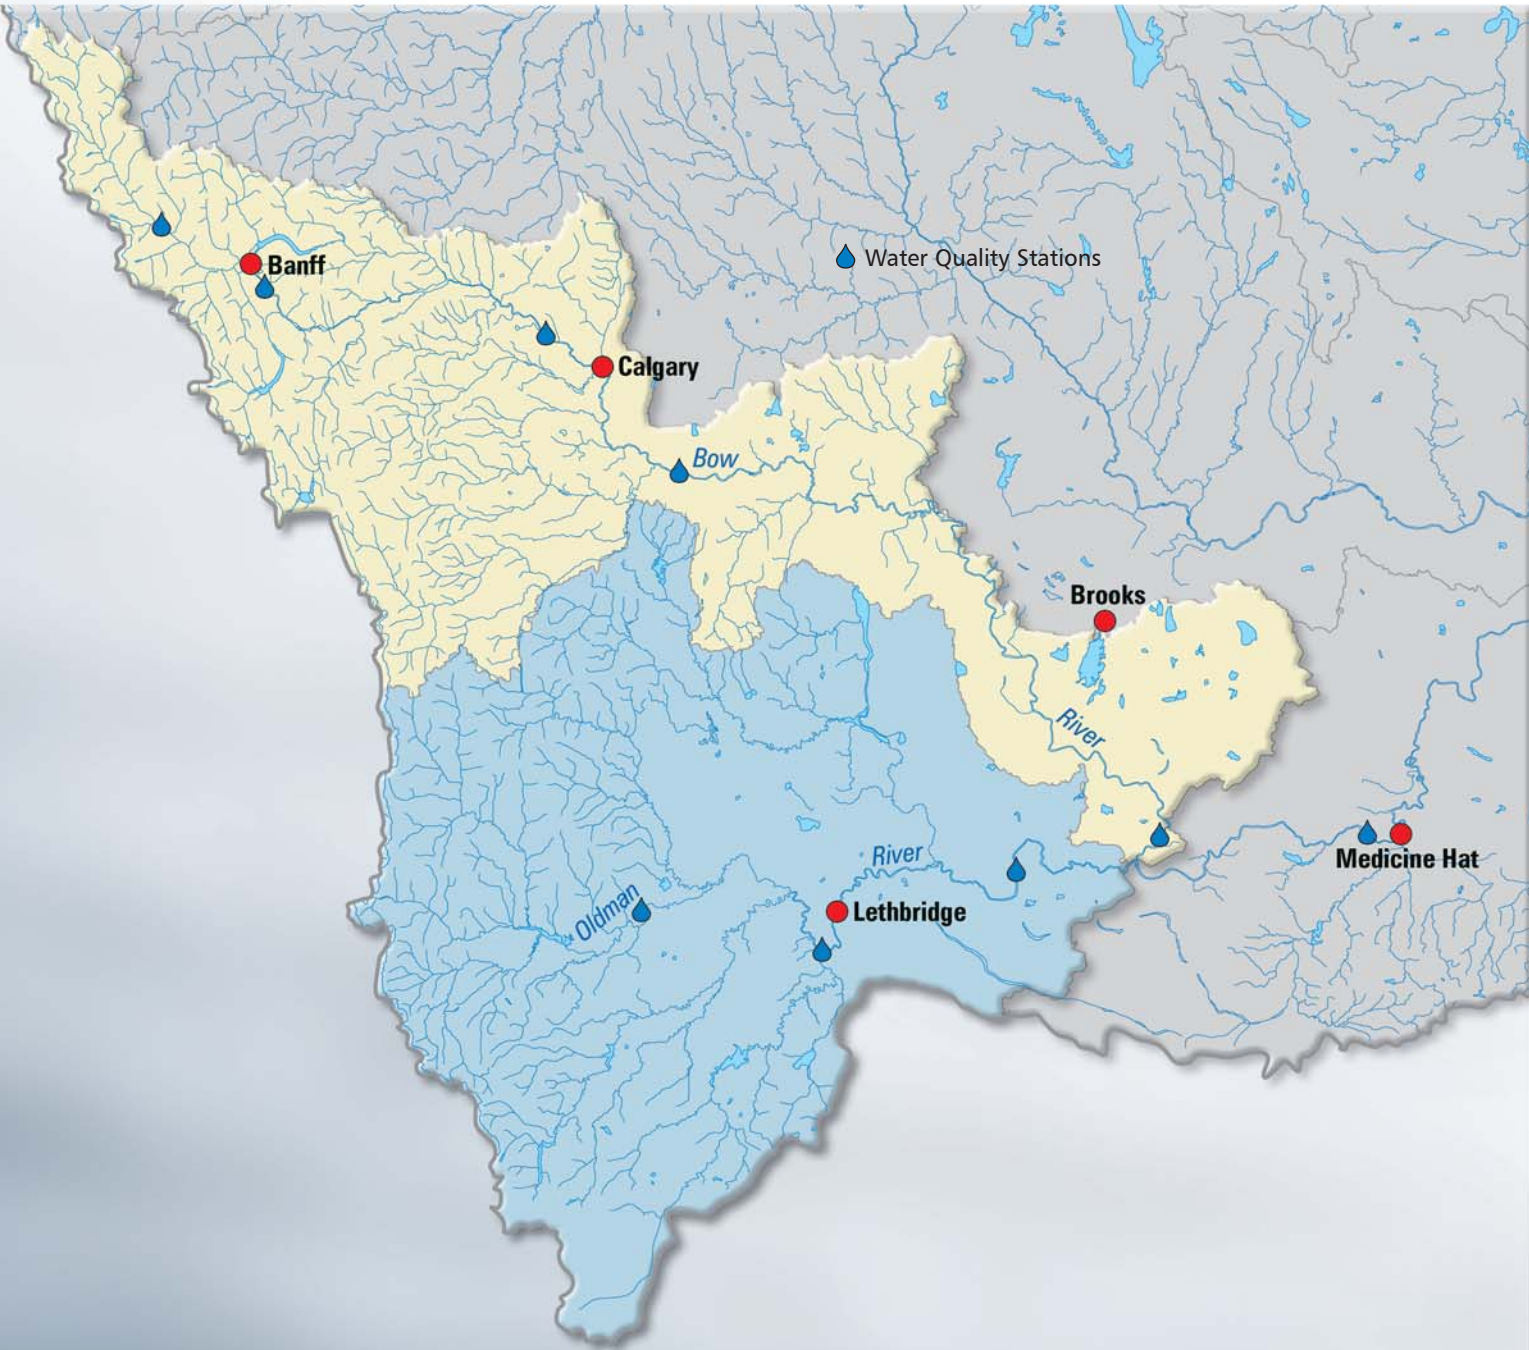 Water Quality Stations
Banff
Calgary
Bow
Brooks
River
Medicine Hat
River
Oldman
Lethbridge